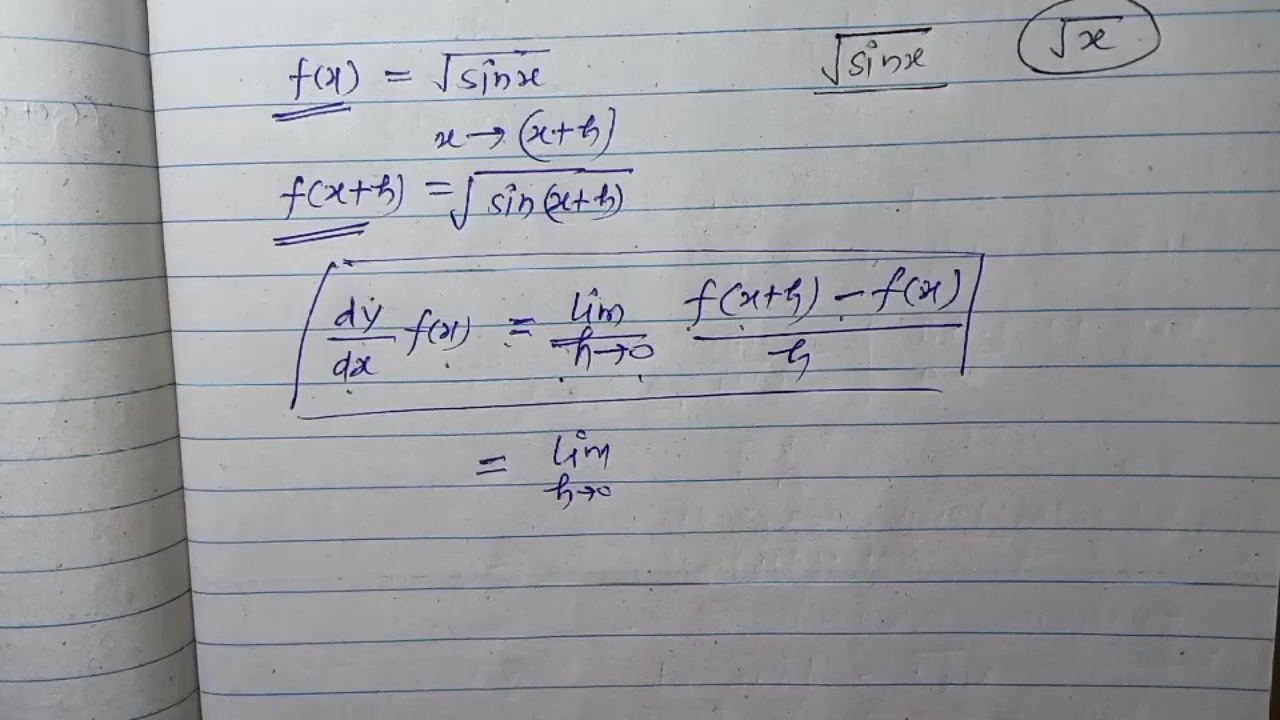 f(x) = √sinx √sinx √x
x → (x+h)
f(x+h) = √sin(x+h)
dy/dx f(x) = lim h→0 f(x+h) − f(x) / h
= lim h→0